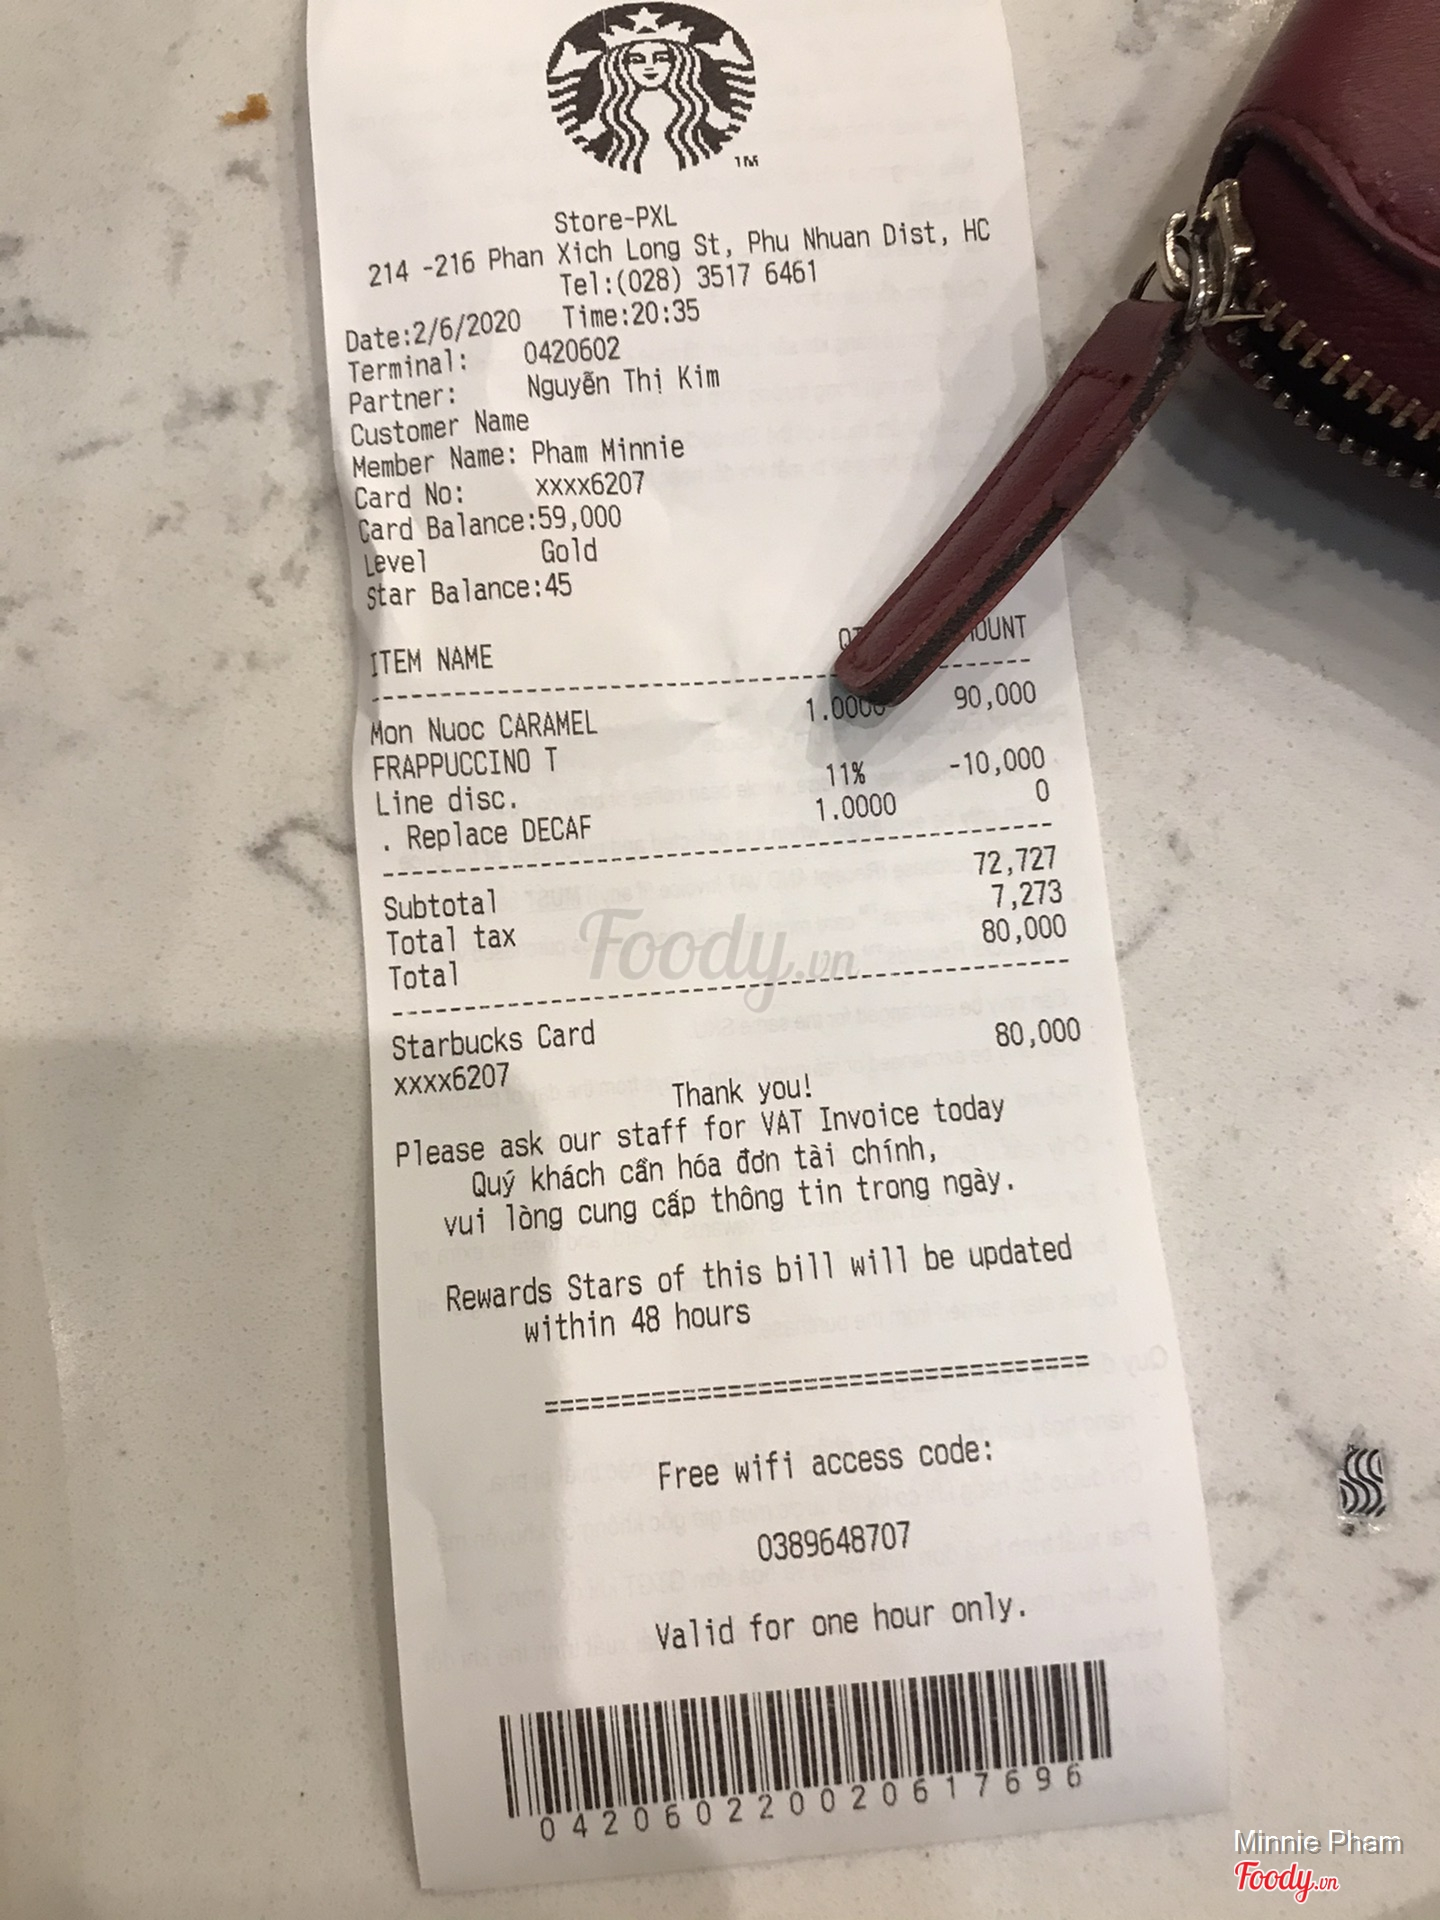 TM
Store-PXL
214 -216 Phan Xich Long St, Phu Nhuan Dist, HC
Tel:(028) 3517 6461
Date:2/6/2020 Time:20:35
Terminal: 0420602
Partner: Nguyễn Thị Kim
Customer Name
Member Name: Pham Minnie
Card No: xxxx6207
Card Balance:59,000
Level Gold
Star Balance:45
ITEM NAME
Mon Nuoc CARAMEL 1.0000 90,000
FRAPPUCCINO T
Line disc. 11% -10,000
. Replace DECAF 1.0000 0
Subtotal 72,727
Total tax 7,273
Total 80,000
Foody.vn
Starbucks Card 80,000
xxxx6207
Thank you!
Please ask our staff for VAT Invoice today
Quý khách cần hóa đơn tài chính,
vui lòng cung cấp thông tin trong ngày.
Rewards Stars of this bill will be updated
within 48 hours
===================================
Free wifi access code:
0389648707
Valid for one hour only.
042060220020617696
Minnie Pham
Foody.vn